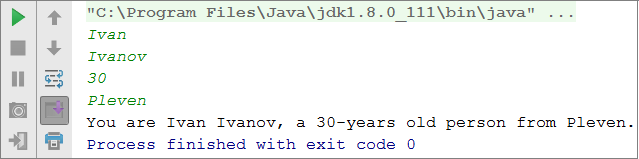 "C:\Program Files\Java\jdk1.8.0_111\bin\java" ...
Ivan
Ivanov
30
Pleven
You are Ivan Ivanov, a 30-years old person from Pleven.
Process finished with exit code 0